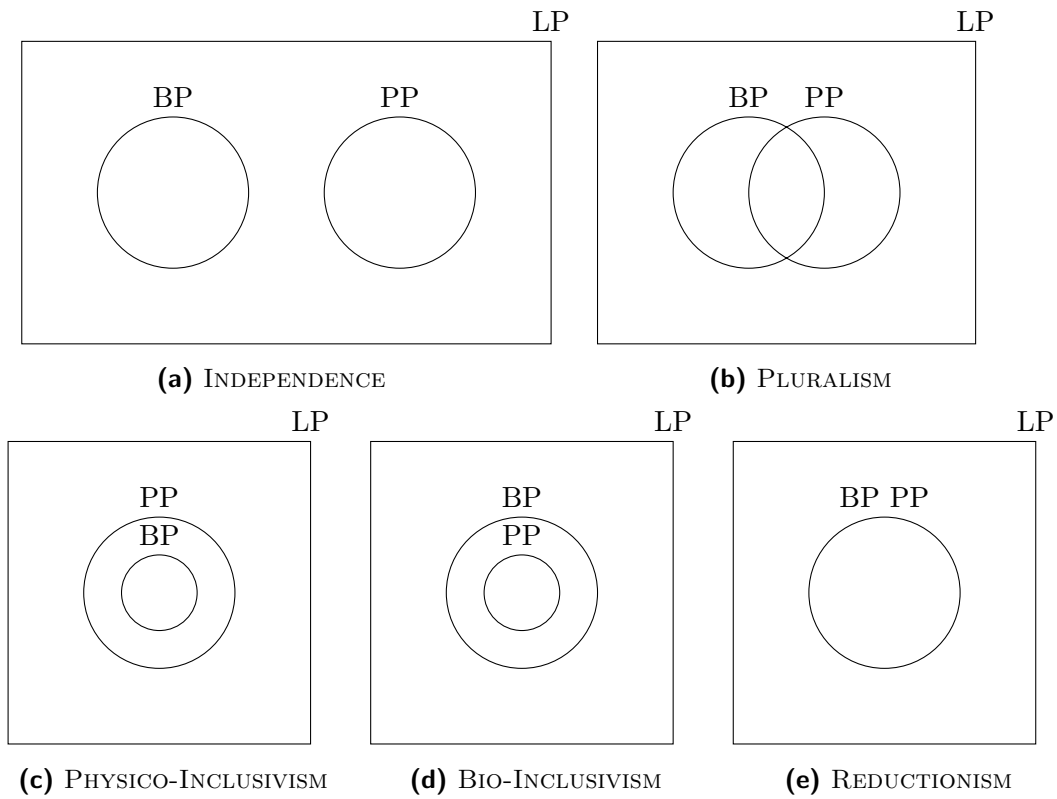 LP
BP PP
(a) INDEPENDENCE
LP
BP PP
(b) PLURALISM
LP
PP
BP
(c) PHYSICO-INCLUSIVISM
LP
BP
PP
(d) BIO-INCLUSIVISM
LP
BP PP
(e) REDUCTIONISM